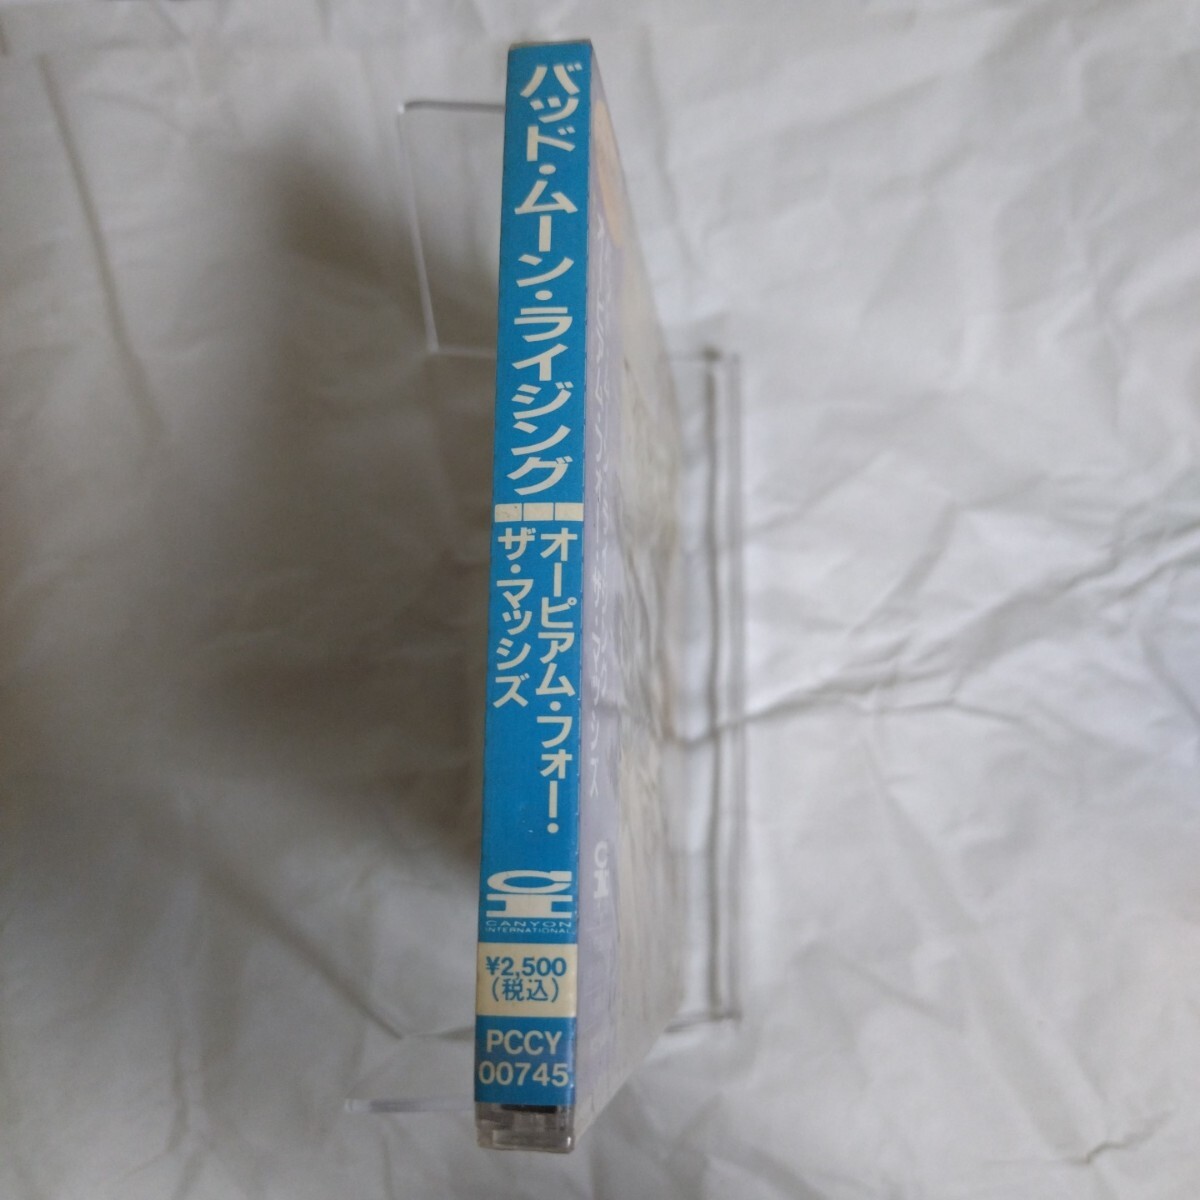 バッド・ムーン・ライジング
オーピアム・フォー・
ザ・マッシズ
CI
CANYON
INTERNATIONAL
¥2,500
(税込)
PCCY
00745